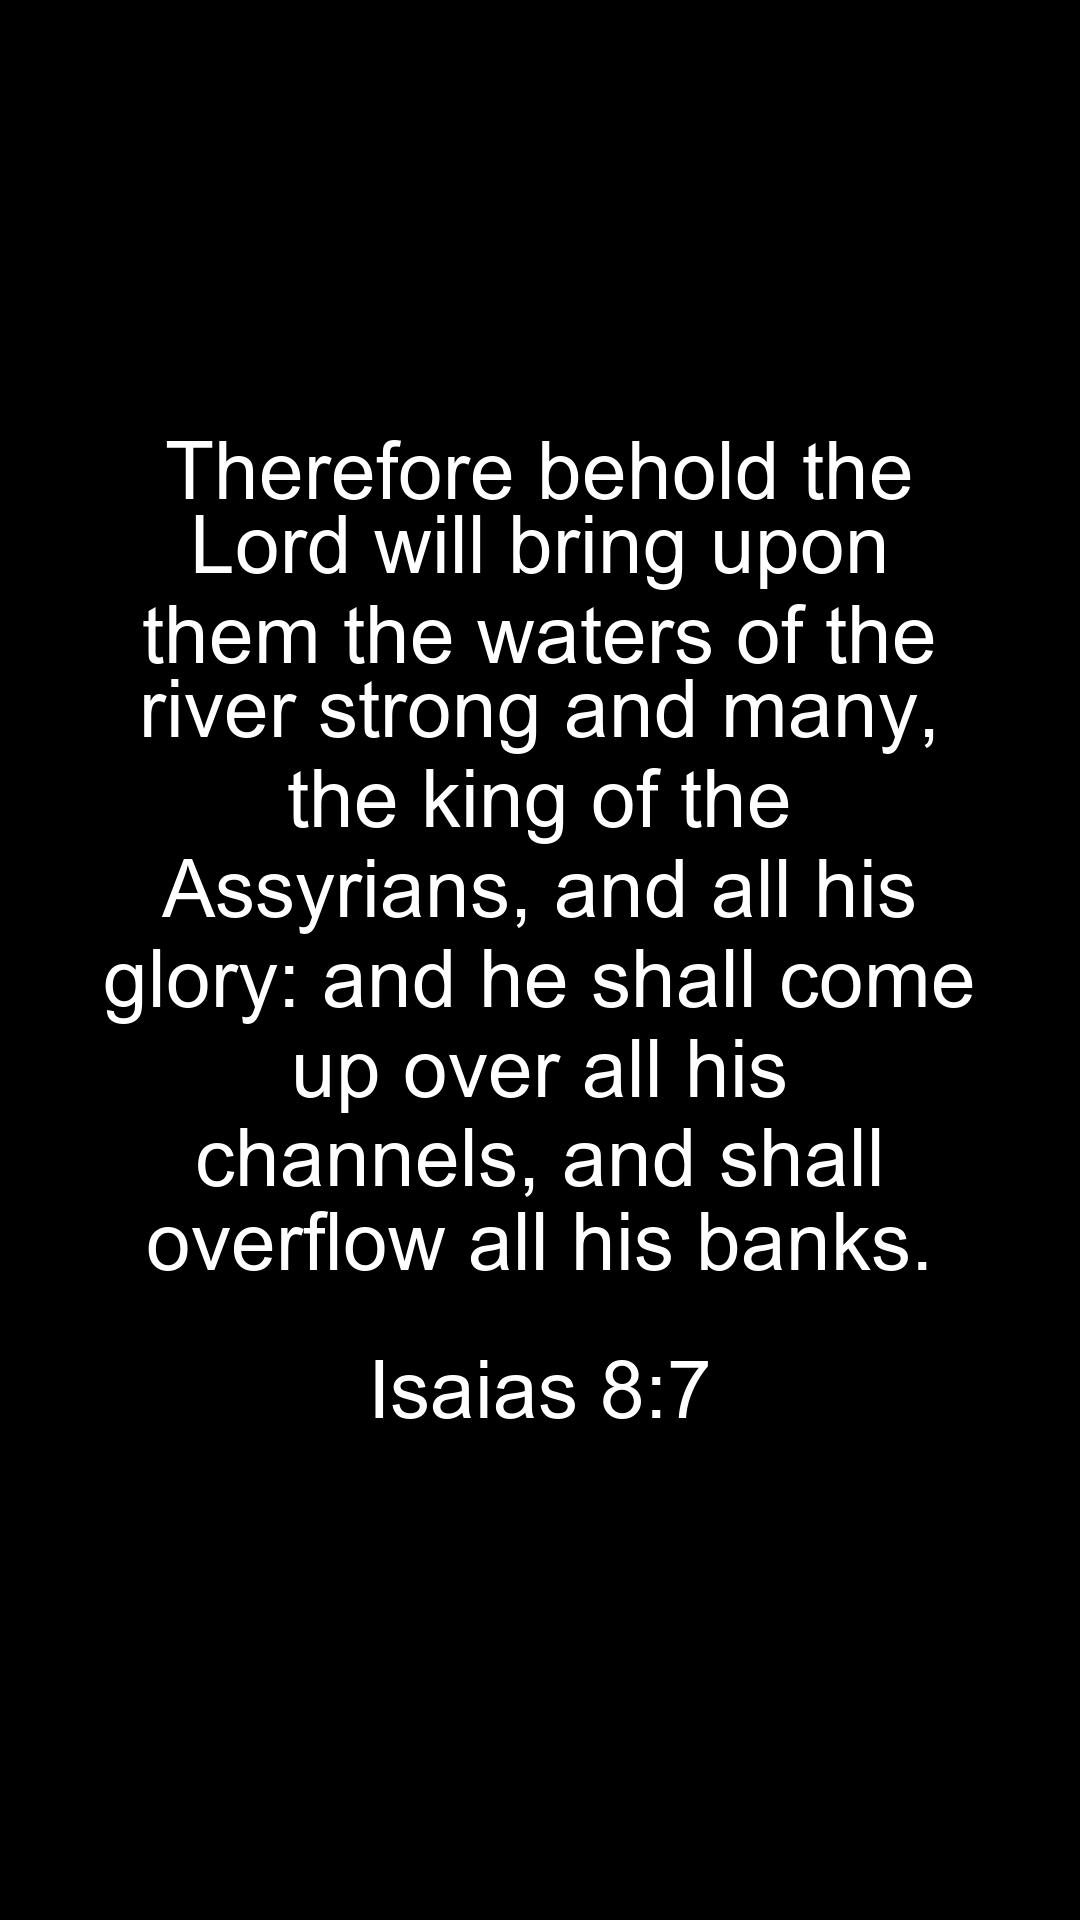 Therefore behold the
Lord will bring upon
them the waters of the
river strong and many,
the king of the
Assyrians, and all his
glory: and he shall come
up over all his
channels, and shall
overflow all his banks.
Isaias 8:7